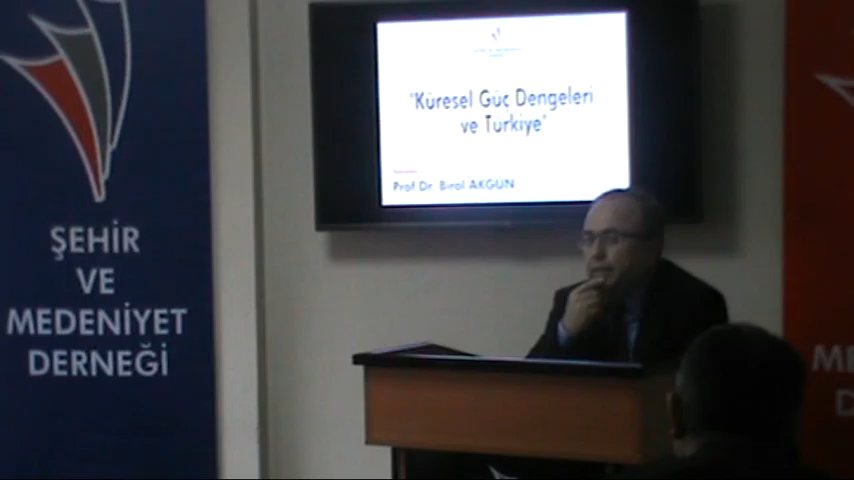 ŞEHİR
VE
MEDENİYET
DERNEĞİ
'Küresel Güç Dengeleri
ve Türkiye'
Prof. Dr. Birol AKGÜN